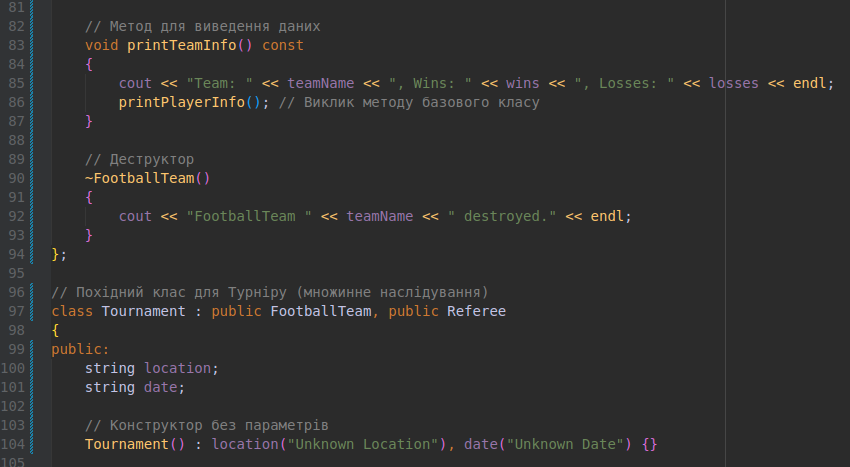 81
82 // Метод для виведення даних
83 void printTeamInfo() const
84 {
85 cout << "Team: " << teamName << ", Wins: " << wins << ", Losses: " << losses << endl;
86 printPlayerInfo(); // Виклик методу базового класу
87 }
88
89 // Деструктор
90 ~FootballTeam()
91 {
92 cout << "FootballTeam " << teamName << " destroyed." << endl;
93 }
94 };
95
96 // Похідний клас для Турніру (множинне наслідування)
97 class Tournament : public FootballTeam, public Referee
98 {
99 public:
100 string location;
101 string date;
102
103 // Конструктор без параметрів
104 Tournament() : location("Unknown Location"), date("Unknown Date") {}
105